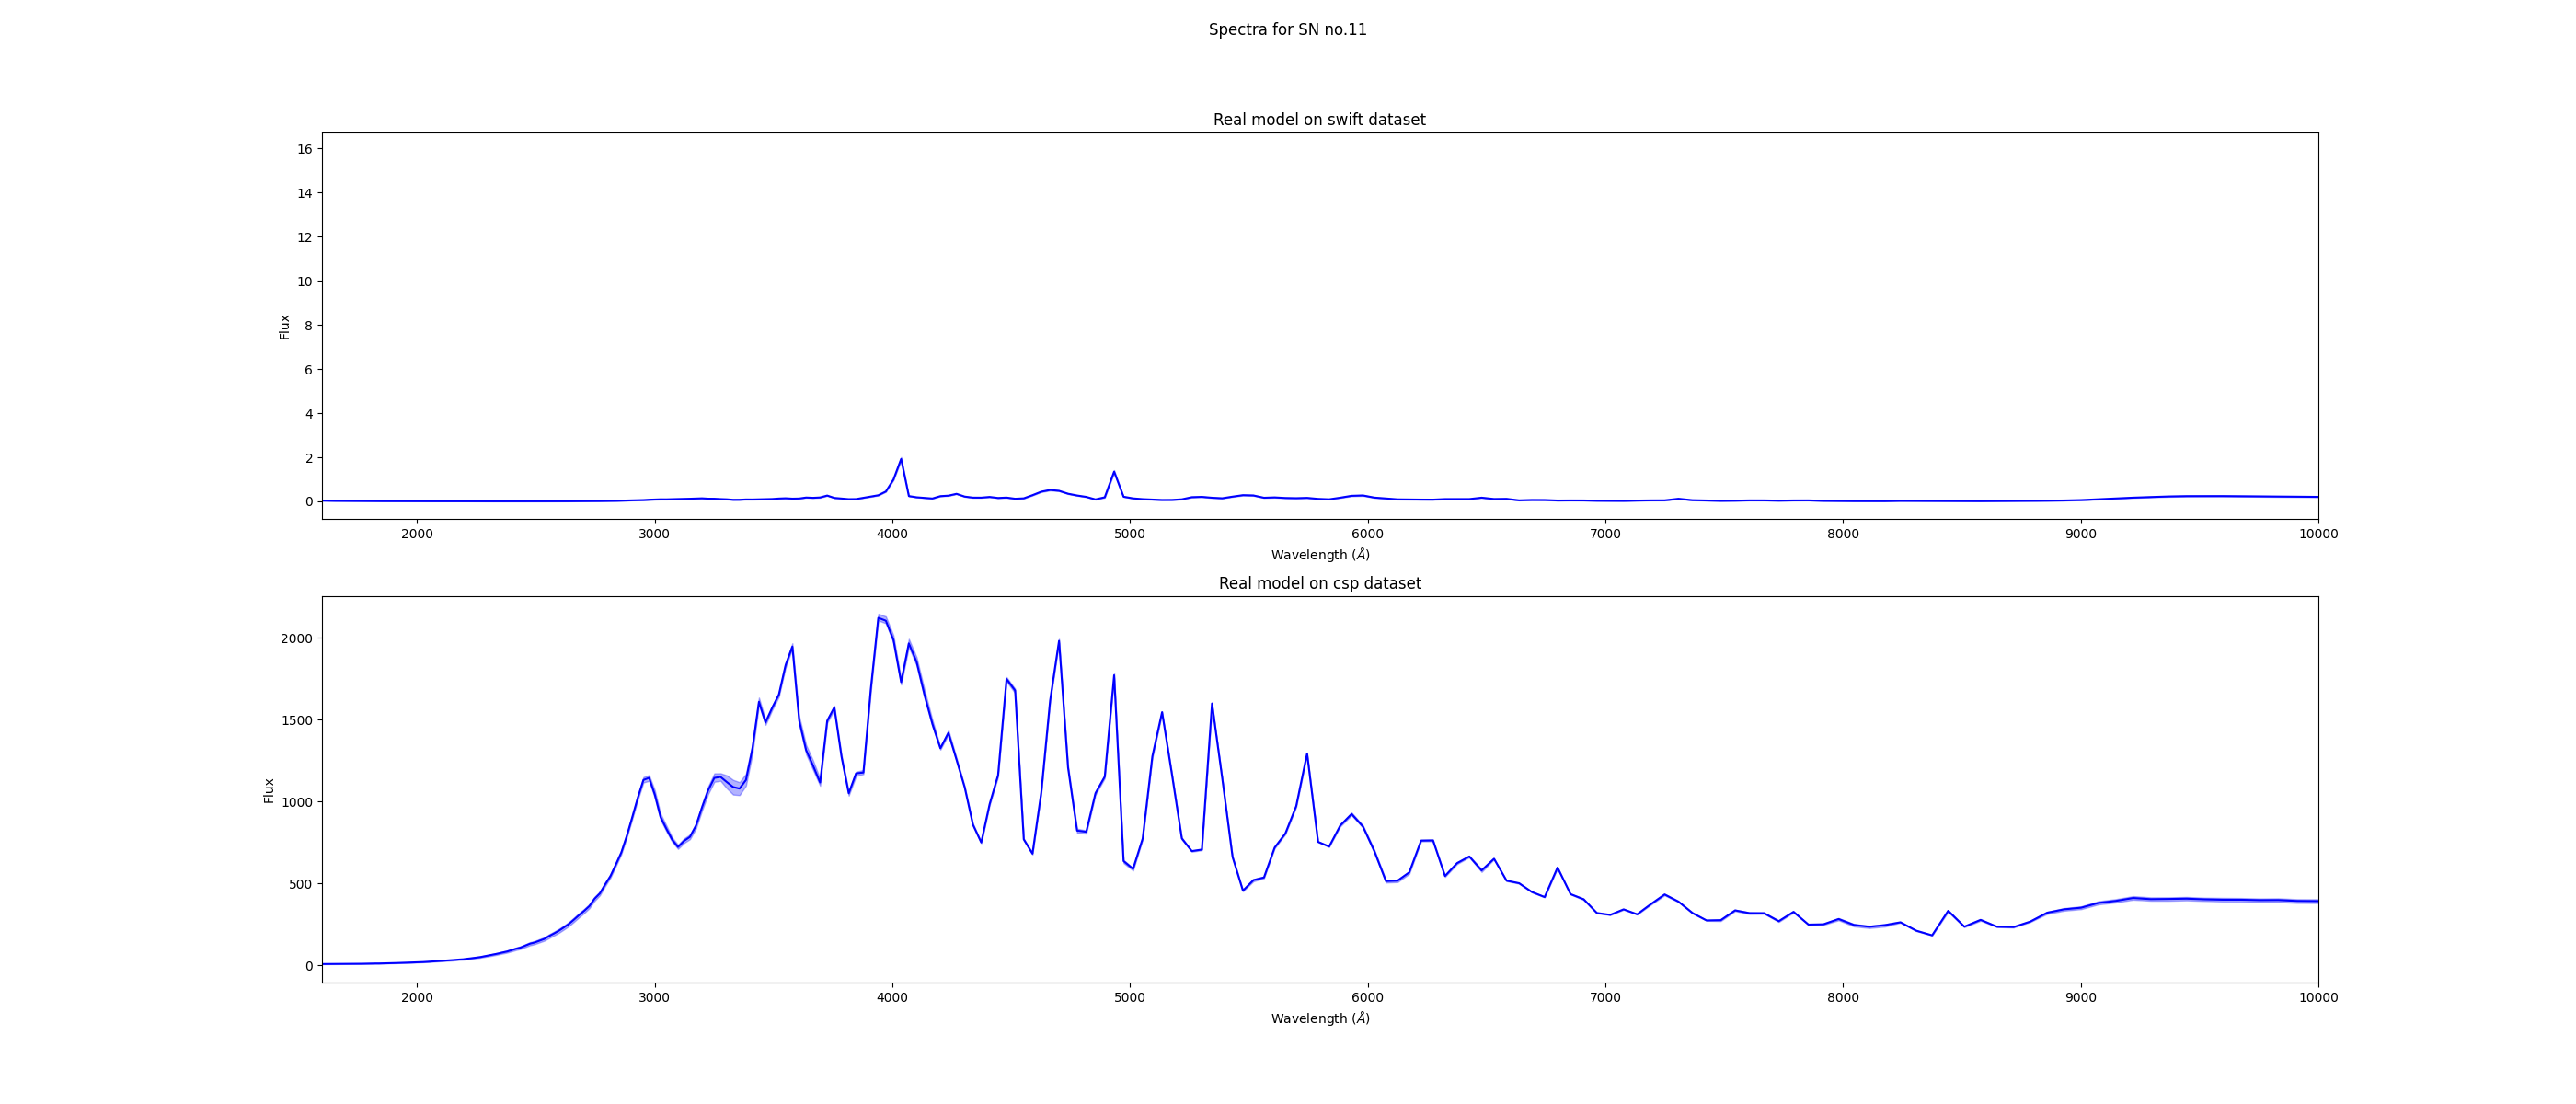 Spectra for SN no.11
Real model on swift dataset
16
14
12
10
8
6
4
2
0
Flux
2000 3000 4000 5000 6000 7000 8000 9000 10000
Wavelength (Å)
Real model on csp dataset
2000
1500
1000
500
0
Flux
2000 3000 4000 5000 6000 7000 8000 9000 10000
Wavelength (Å)